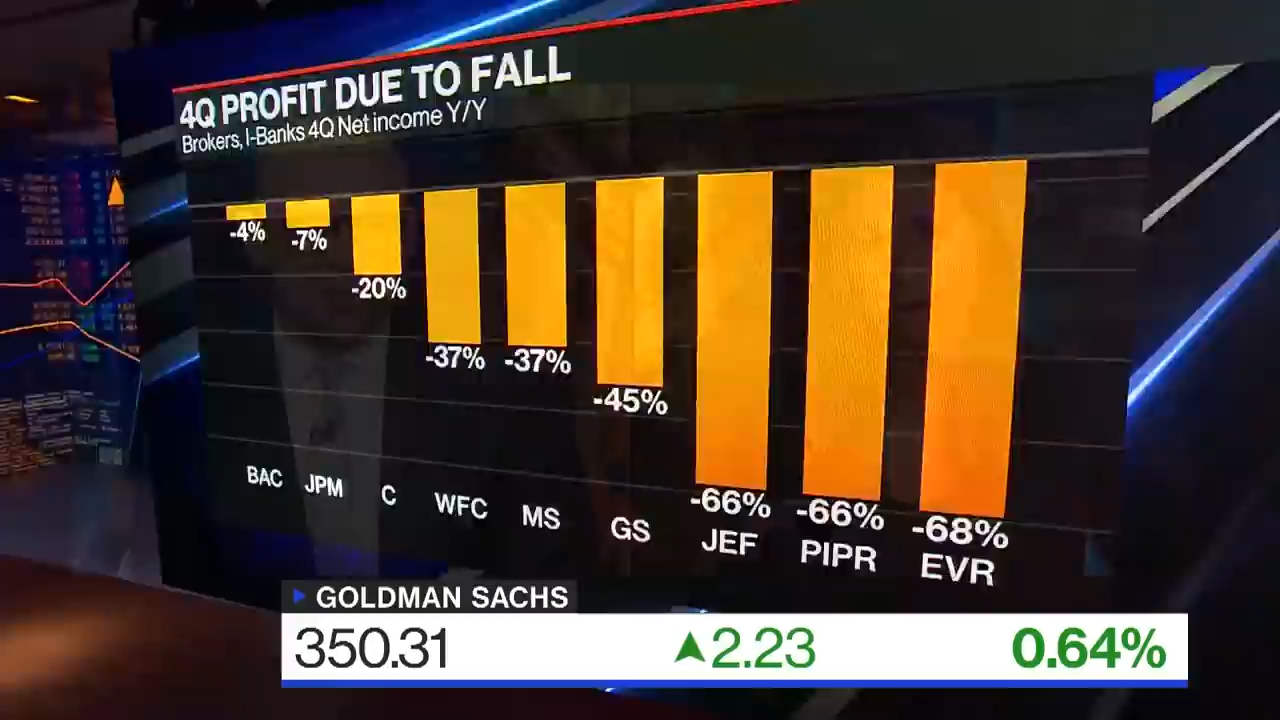 4Q PROFIT DUE TO FALL
Brokers, I-Banks 4Q Net income Y/Y
-4%
-7%
-20%
-37%
-37%
-45%
-66%
-66%
-68%
BAC JPM C WFC MS GS JEF PIPR EVR
GOLDMAN SACHS
350.31 ▲2.23 0.64%